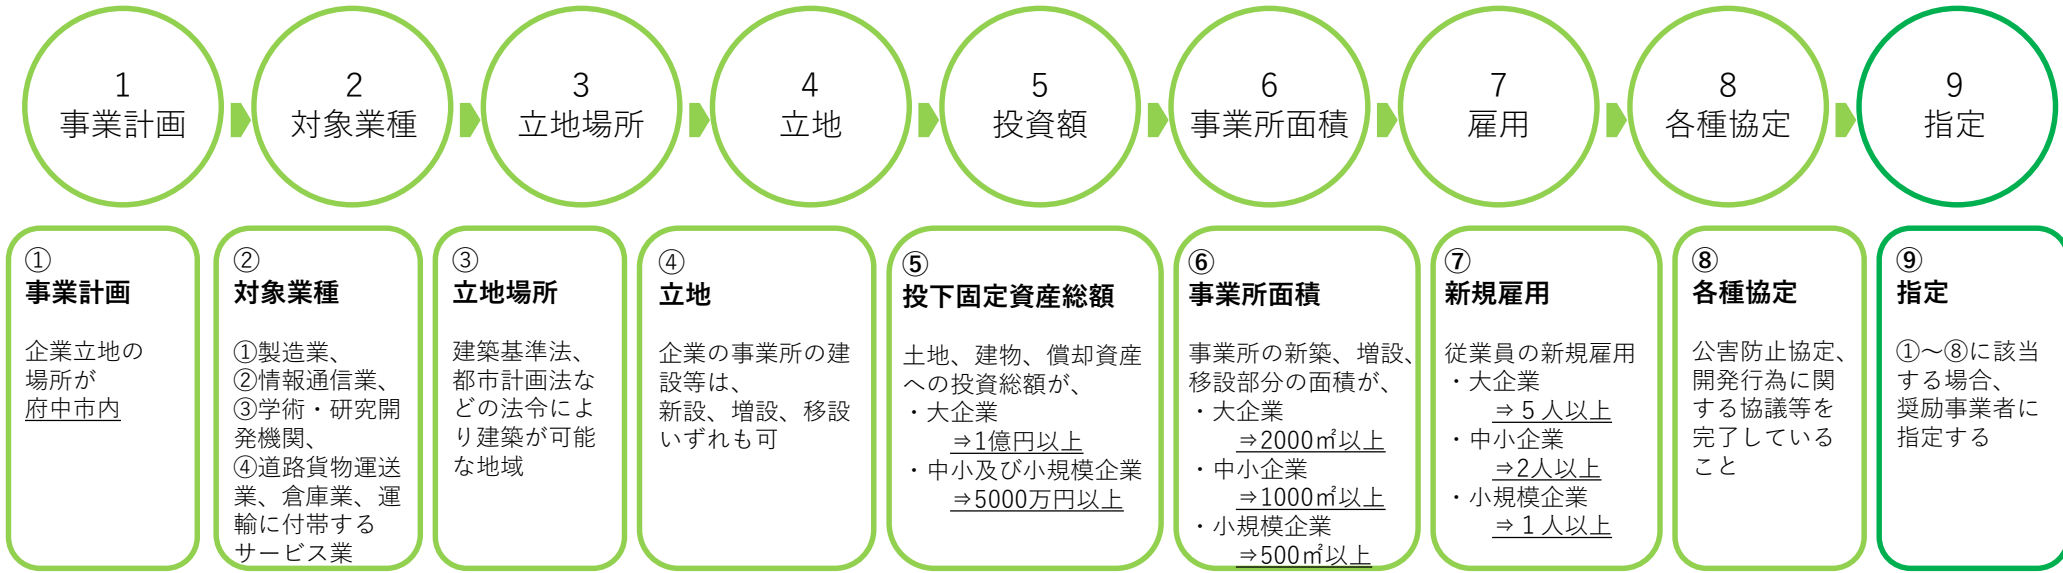 1
事業計画
2
対象業種
3
立地場所
4
立地
5
投資額
6
事業所面積
7
雇用
8
各種協定
9
指定
①
事業計画
企業立地の
場所が
府中市内
②
対象業種
①製造業、
②情報通信業、
③学術・研究開
発機関、
④道路貨物運送
業、倉庫業、運
輸に付帯する
サービス業
③
立地場所
建築基準法、
都市計画法な
どの法令によ
り建築が可能
な地域
④
立地
企業の事業所の建
設等は、
新設、増設、移設
いずれも可
⑤
投下固定資産総額
土地、建物、償却資産
への投資総額が、
・大企業
⇒1億円以上
・中小及び小規模企業
⇒5000万円以上
⑥
事業所面積
事業所の新築、増設、
移設部分の面積が、
・大企業
⇒2000㎡以上
・中小企業
⇒1000㎡以上
・小規模企業
⇒500㎡以上
⑦
新規雇用
従業員の新規雇用
・大企業
⇒５人以上
・中小企業
⇒2人以上
・小規模企業
⇒１人以上
⑧
各種協定
公害防止協定、
開発行為に関
する協議等を
完了している
こと
⑨
指定
①～⑧に該当
する場合、
奨励事業者に
指定する